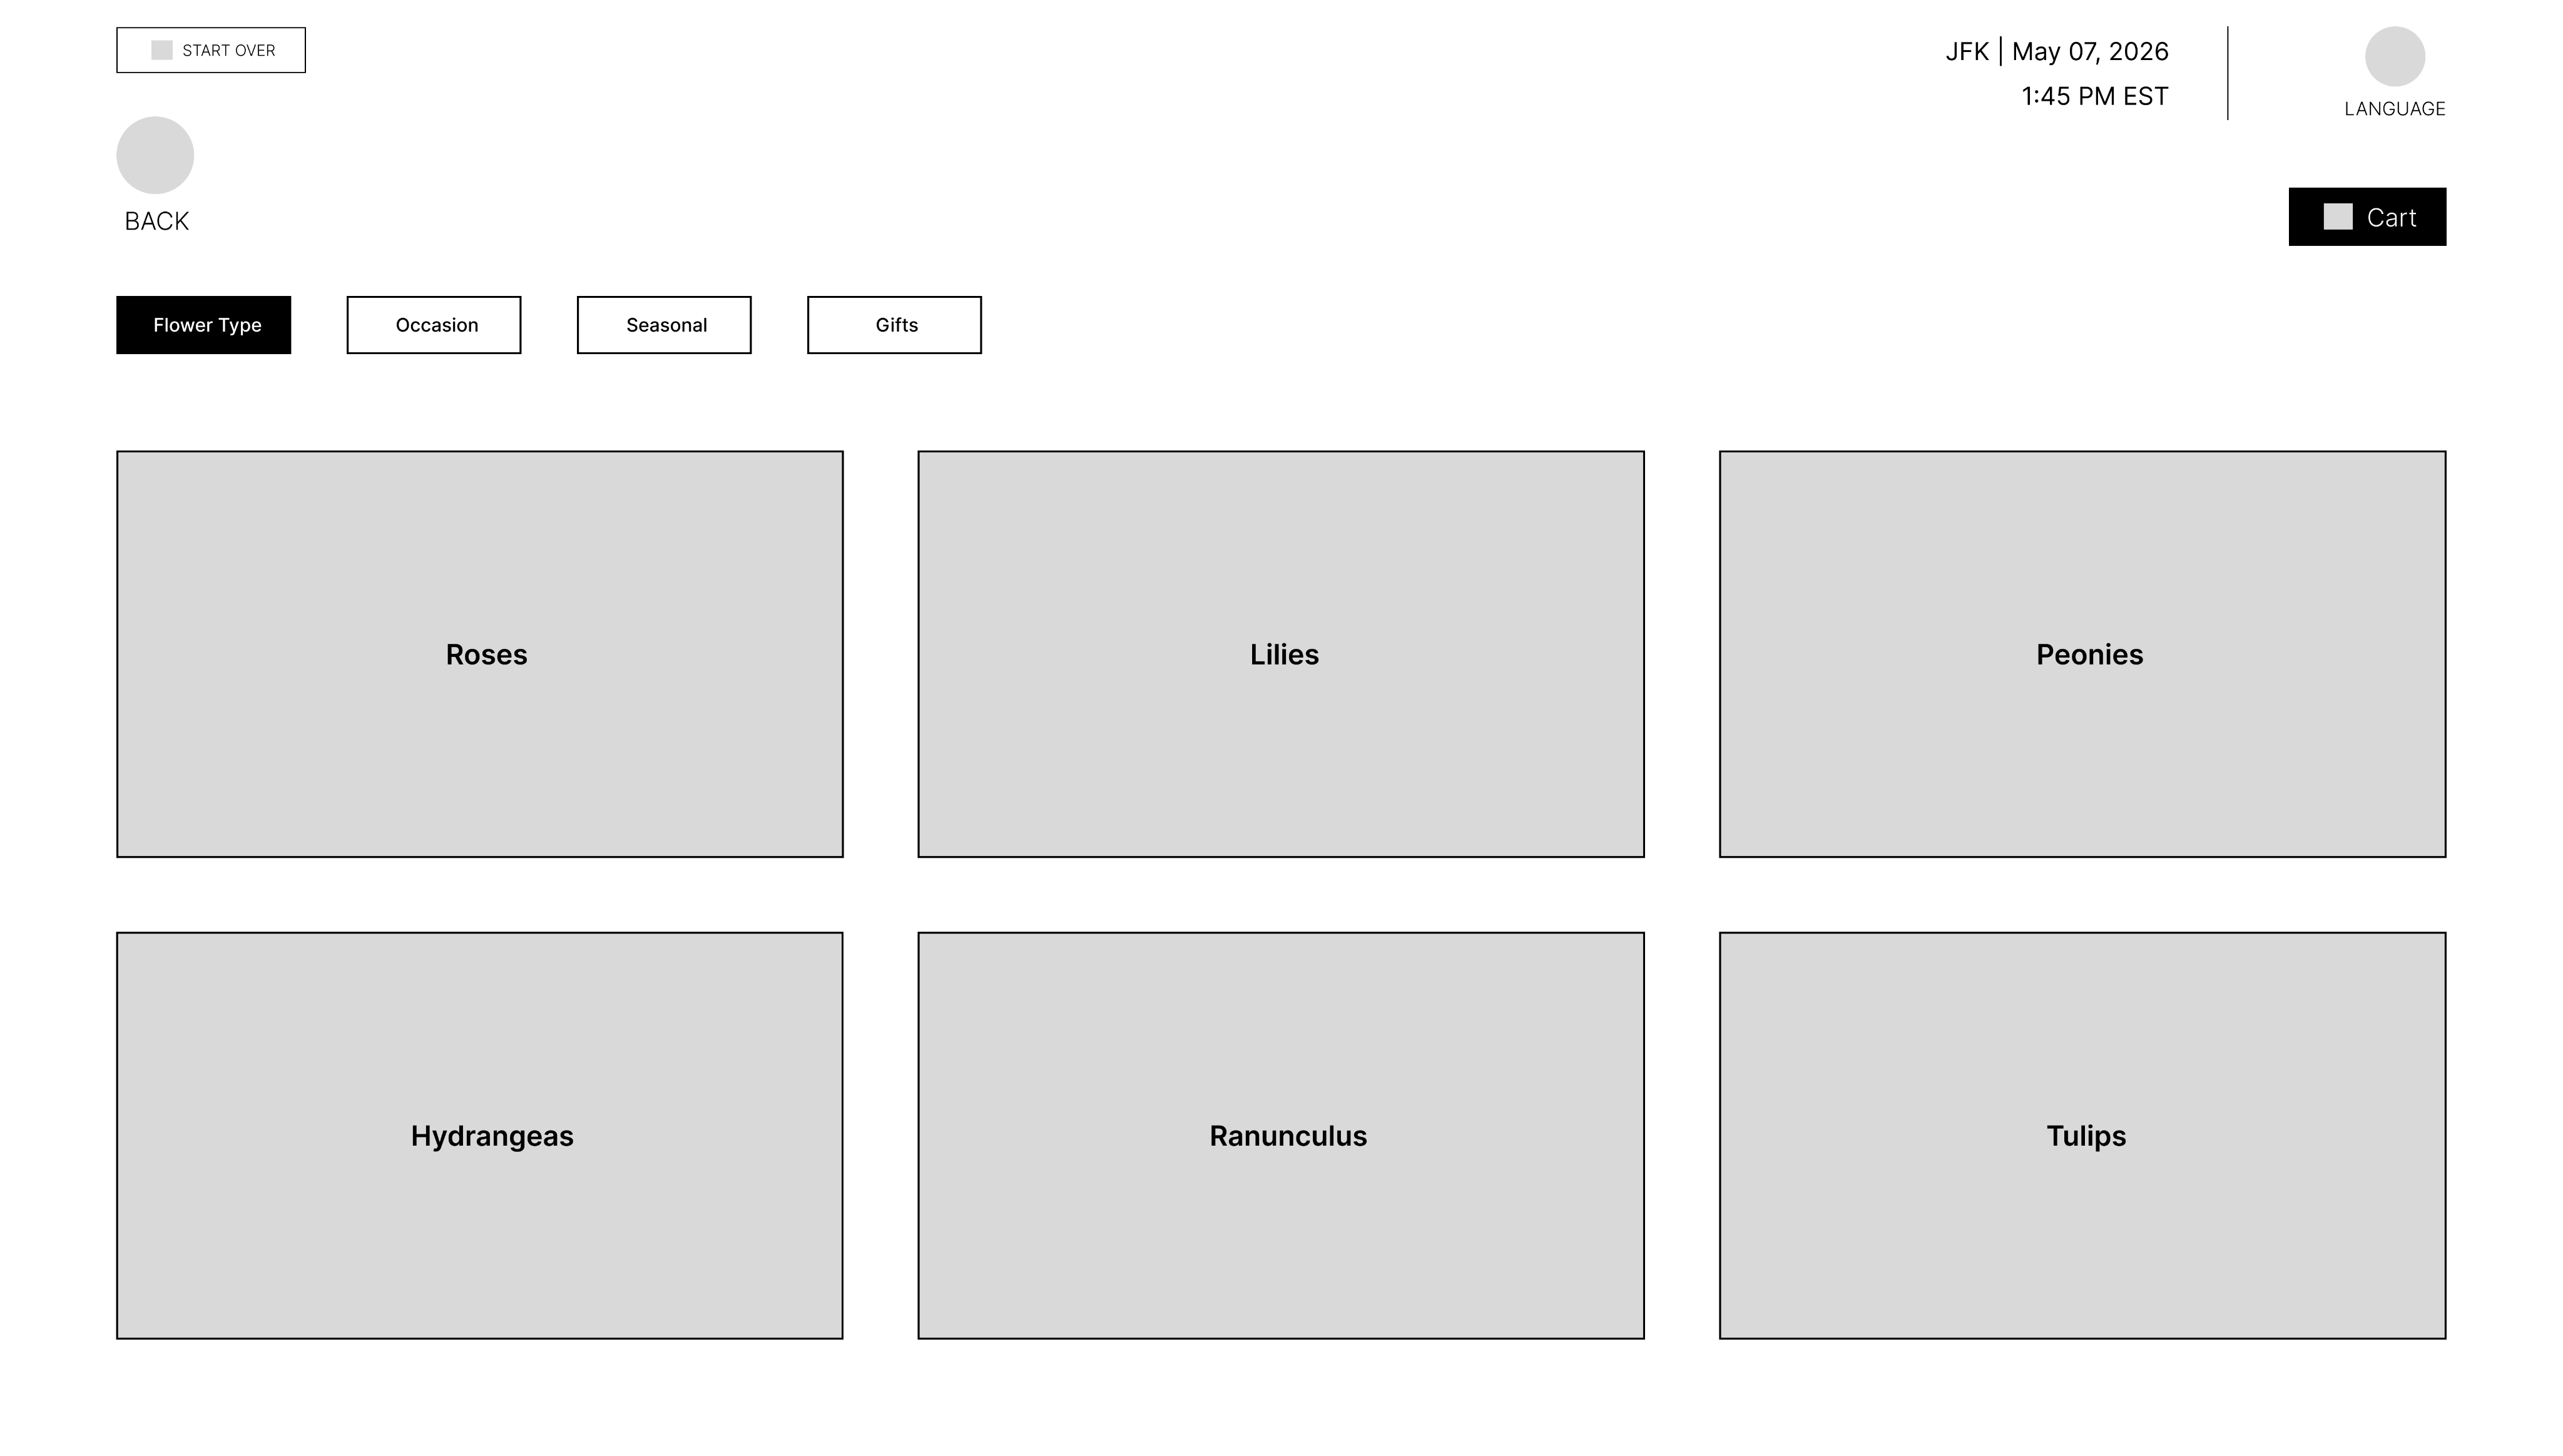 START OVER
JFK | May 07, 2026
1:45 PM EST
LANGUAGE
BACK
Cart
Flower Type
Occasion
Seasonal
Gifts
Roses
Lilies
Peonies
Hydrangeas
Ranunculus
Tulips